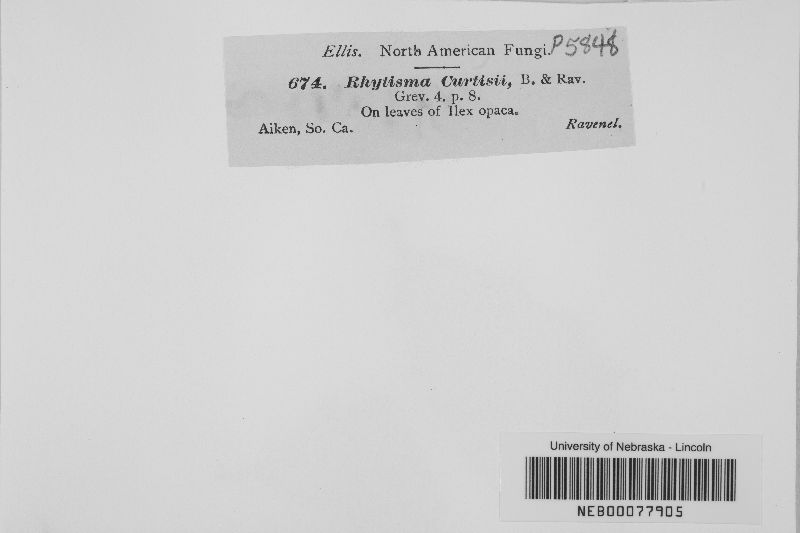 Ellis. North American Fungi. P5848
674. Rhytisma Curtisii, B. & Rav.
Grev. 4, p. 8.
On leaves of Ilex opaca.
Aiken, So. Ca. Ravenel.
University of Nebraska - Lincoln
NEB00077905